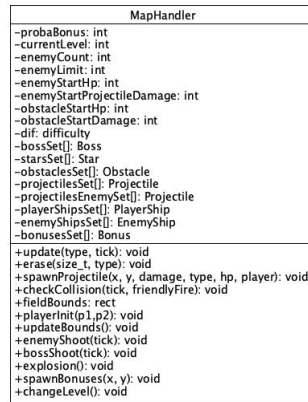 MapHandler
-probaBonus: int
-currentLevel: int
-enemyCount: int
-enemyLimit: int
-enemyStartHp: int
-enemyStartProjectileDamage: int
-obstacleStartHp: int
-obstacleStartDamage: int
-dif: difficulty
-bossSet[]: Boss
-starsSet[]: Star
-obstaclesSet[]: Obstacle
-projectilesSet[]: Projectile
-projectilesEnemySet[]: Projectile
-playerShipsSet[]: PlayerShip
-enemyShipsSet[]: EnemyShip
-bonusesSet[]: Bonus
+update(type, tick): void
+erase(size_t, type): void
+spawnProjectile(x, y, damage, type, hp, player): void
+checkCollision(tick, friendlyFire): void
+fieldBounds: rect
+playerInit(p1,p2): void
+updateBounds(): void
+enemyShoot(tick): void
+bossShoot(tick): void
+explosion(): void
+spawnBonuses(x, y): void
+changeLevel(): void